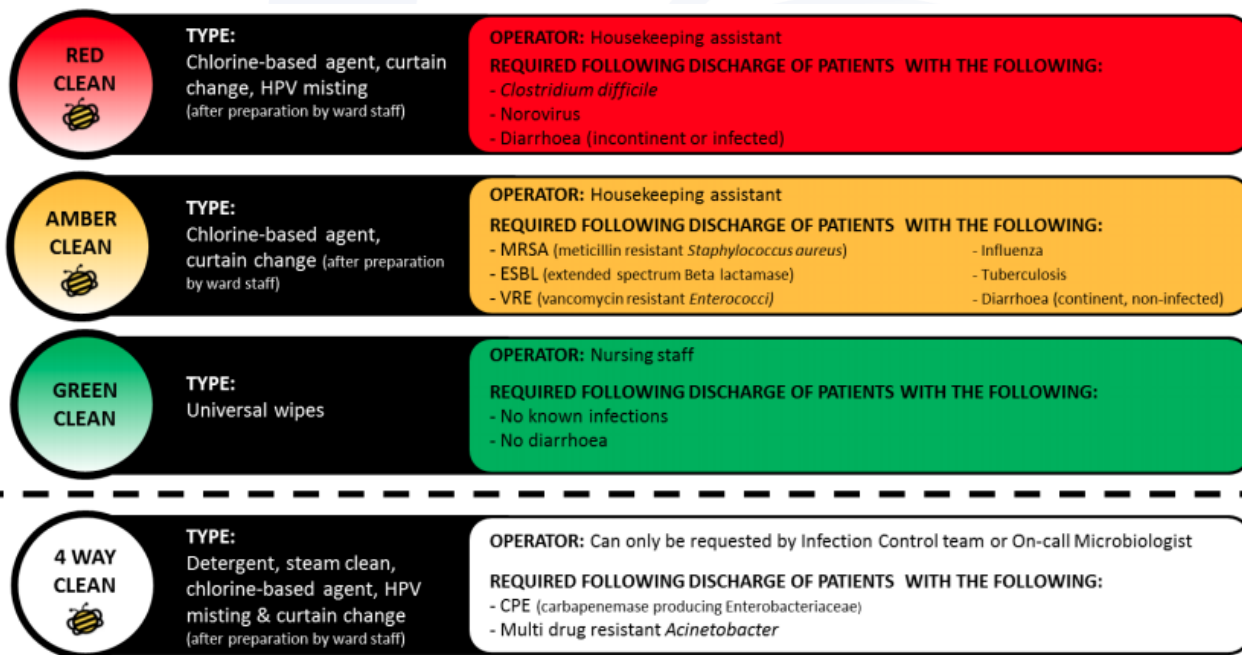 RED
CLEAN
TYPE:
Chlorine-based agent, curtain
change, HPV misting
(after preparation by ward staff)
OPERATOR: Housekeeping assistant
REQUIRED FOLLOWING DISCHARGE OF PATIENTS WITH THE FOLLOWING:
- Clostridium difficile
- Norovirus
- Diarrhoea (incontinent or infected)
AMBER
CLEAN
TYPE:
Chlorine-based agent,
curtain change (after preparation
by ward staff)
OPERATOR: Housekeeping assistant
REQUIRED FOLLOWING DISCHARGE OF PATIENTS WITH THE FOLLOWING:
- MRSA (meticillin resistant Staphylococcus aureus)
- ESBL (extended spectrum Beta lactamase)
- VRE (vancomycin resistant Enterococci)
- Influenza
- Tuberculosis
- Diarrhoea (continent, non-infected)
GREEN
CLEAN
TYPE:
Universal wipes
OPERATOR: Nursing staff
REQUIRED FOLLOWING DISCHARGE OF PATIENTS WITH THE FOLLOWING:
- No known infections
- No diarrhoea
4 WAY
CLEAN
TYPE:
Detergent, steam clean,
chlorine-based agent, HPV
misting & curtain change
(after preparation by ward staff)
OPERATOR: Can only be requested by Infection Control team or On-call Microbiologist
REQUIRED FOLLOWING DISCHARGE OF PATIENTS WITH THE FOLLOWING:
- CPE (carbapenemase producing Enterobacteriaceae)
- Multi drug resistant Acinetobacter